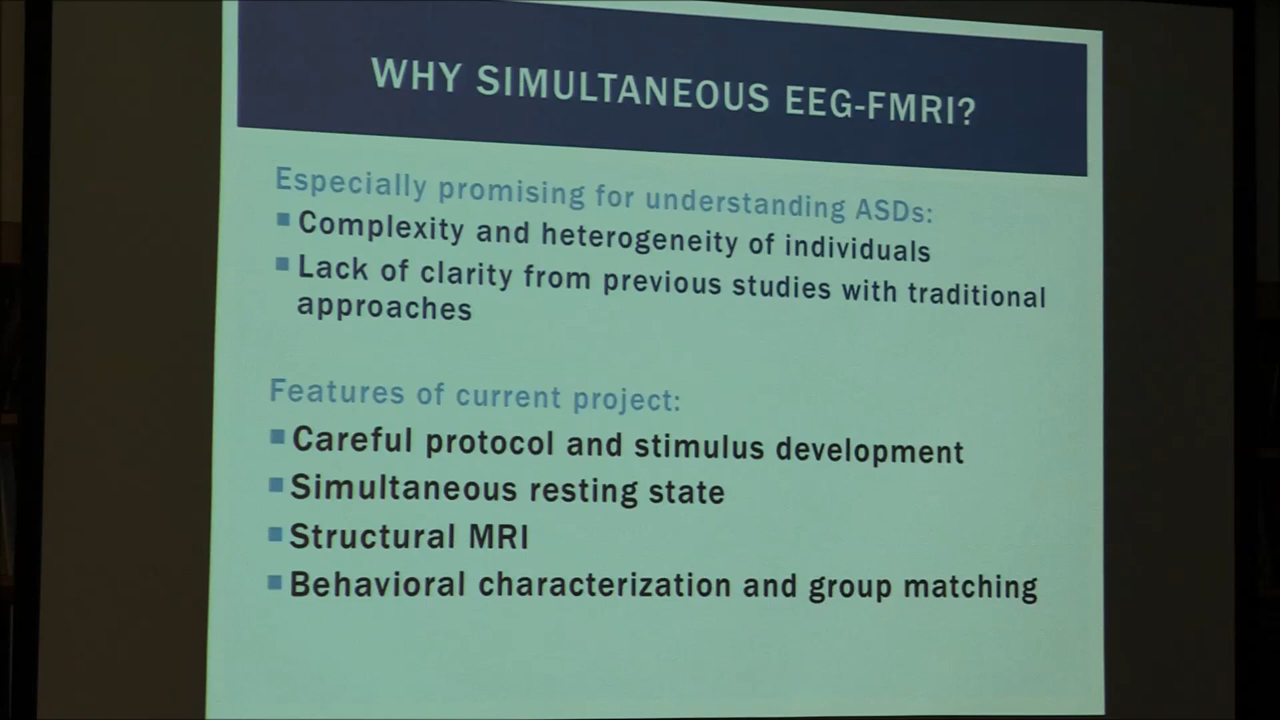 WHY SIMULTANEOUS EEG-FMRI?
Especially promising for understanding ASDs:
Complexity and heterogeneity of individuals
Lack of clarity from previous studies with traditional
approaches
Features of current project:
Careful protocol and stimulus development
Simultaneous resting state
Structural MRI
Behavioral characterization and group matching